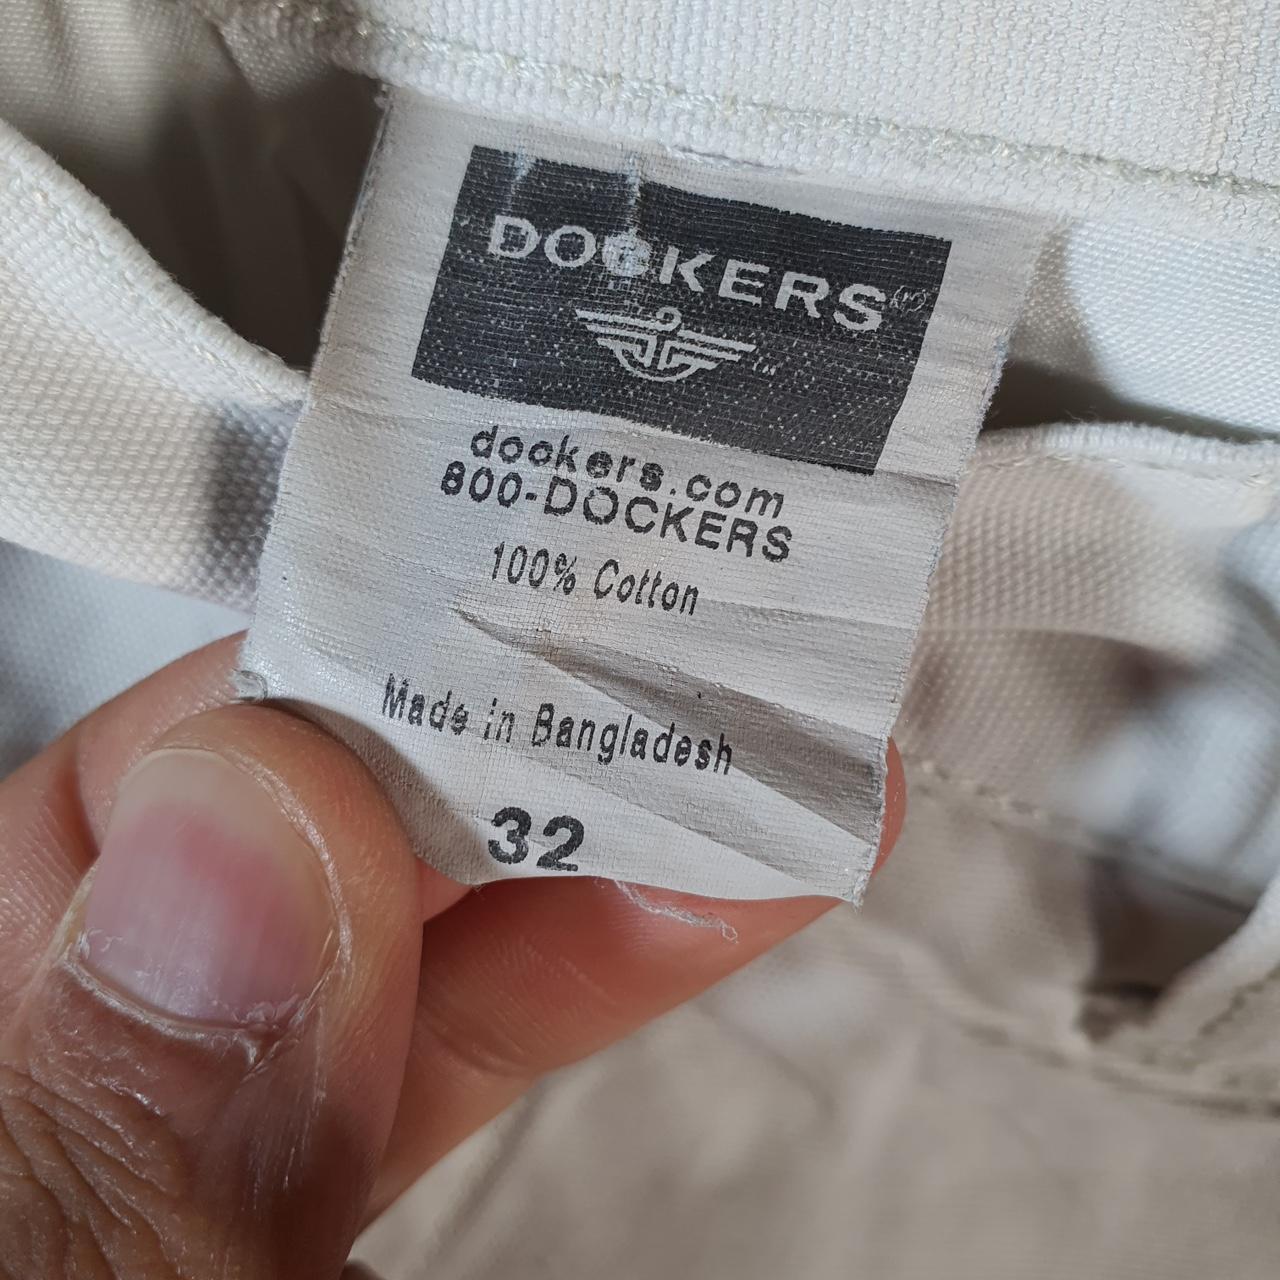 DOCKERS
dockers.com
800-DOCKERS
100% Cotton
Made in Bangladesh
32